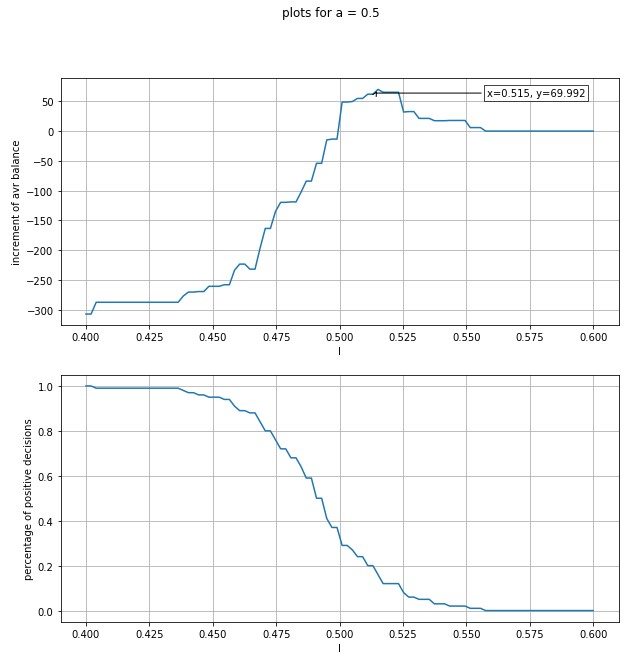 plots for a = 0.5
50
0
−50
−100
−150
−200
−250
−300
increment of avr balance
x=0.515, y=69.992
0.400 0.425 0.450 0.475 0.500 0.525 0.550 0.575 0.600
l
1.0
0.8
0.6
0.4
0.2
0.0
percentage of positive decisions
0.400 0.425 0.450 0.475 0.500 0.525 0.550 0.575 0.600
l